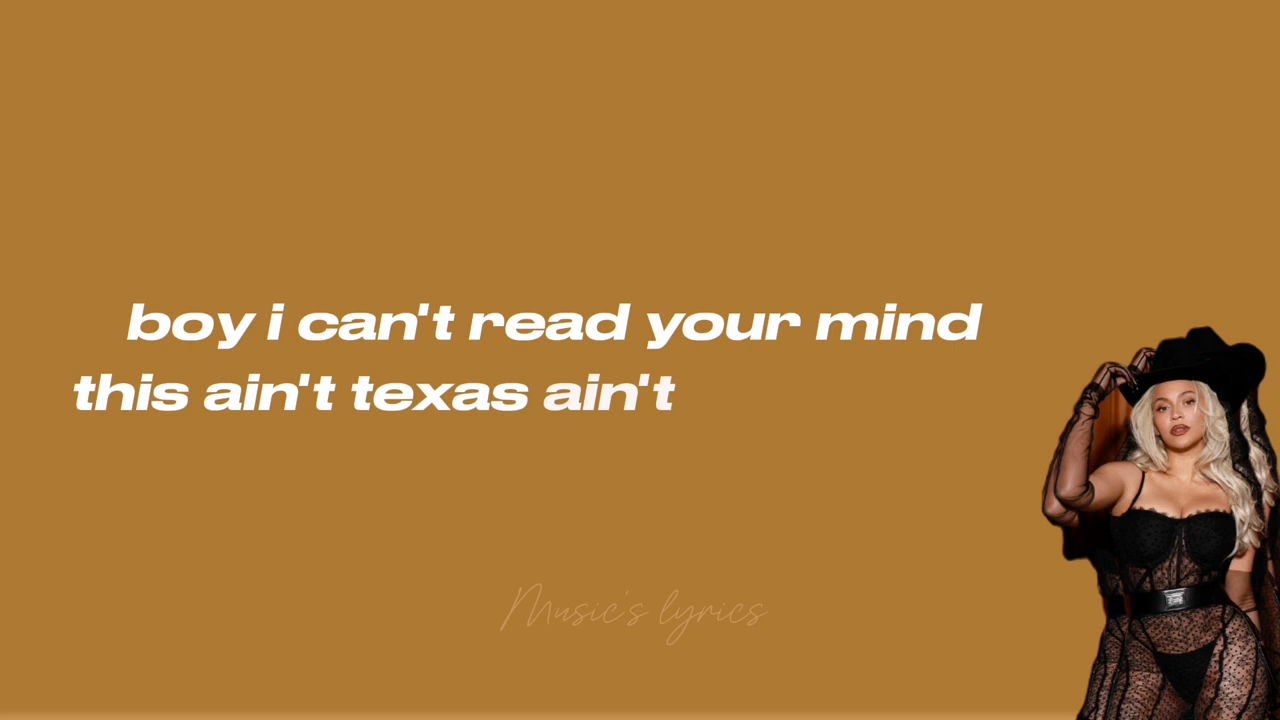 boy i can't read your mind
this ain't texas ain't
Music's lyrics